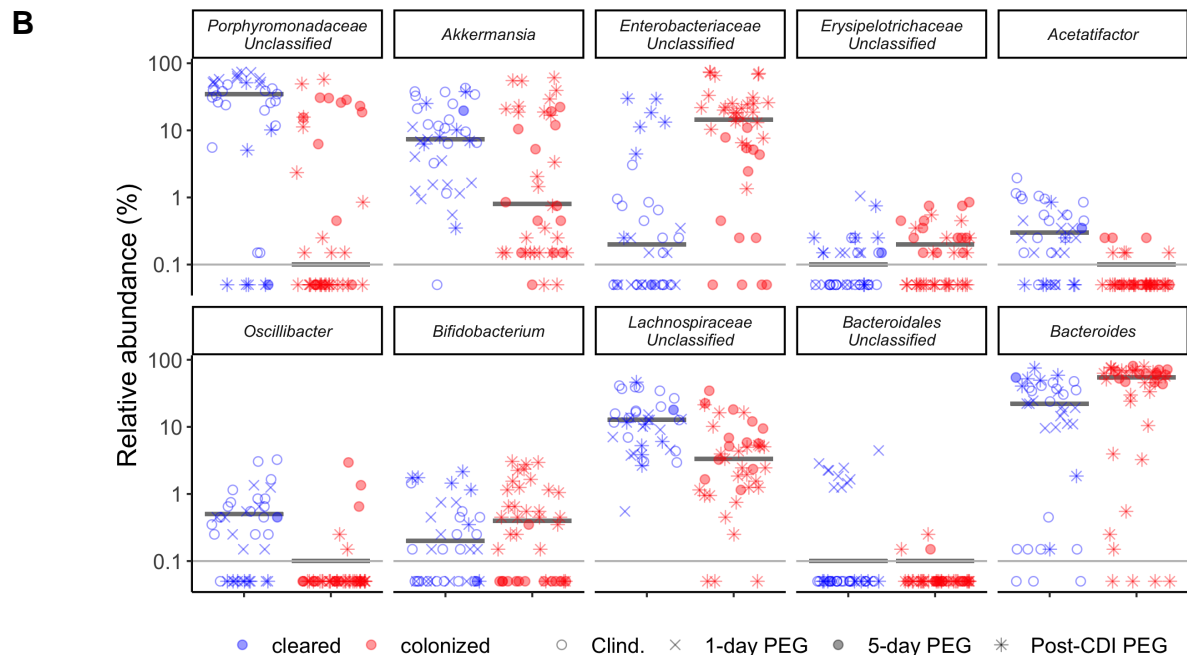 B
Porphyromonadaceae
Unclassified
Akkermansia
Enterobacteriaceae
Unclassified
Erysipelotrichaceae
Unclassified
Acetatifactor
100
10
1
0.1
Relative abundance (%)
Oscillibacter
Bifidobacterium
Lachnospiraceae
Unclassified
Bacteroidales
Unclassified
Bacteroides
100
10
1
0.1
cleared colonized Clind. 1-day PEG 5-day PEG Post-CDI PEG